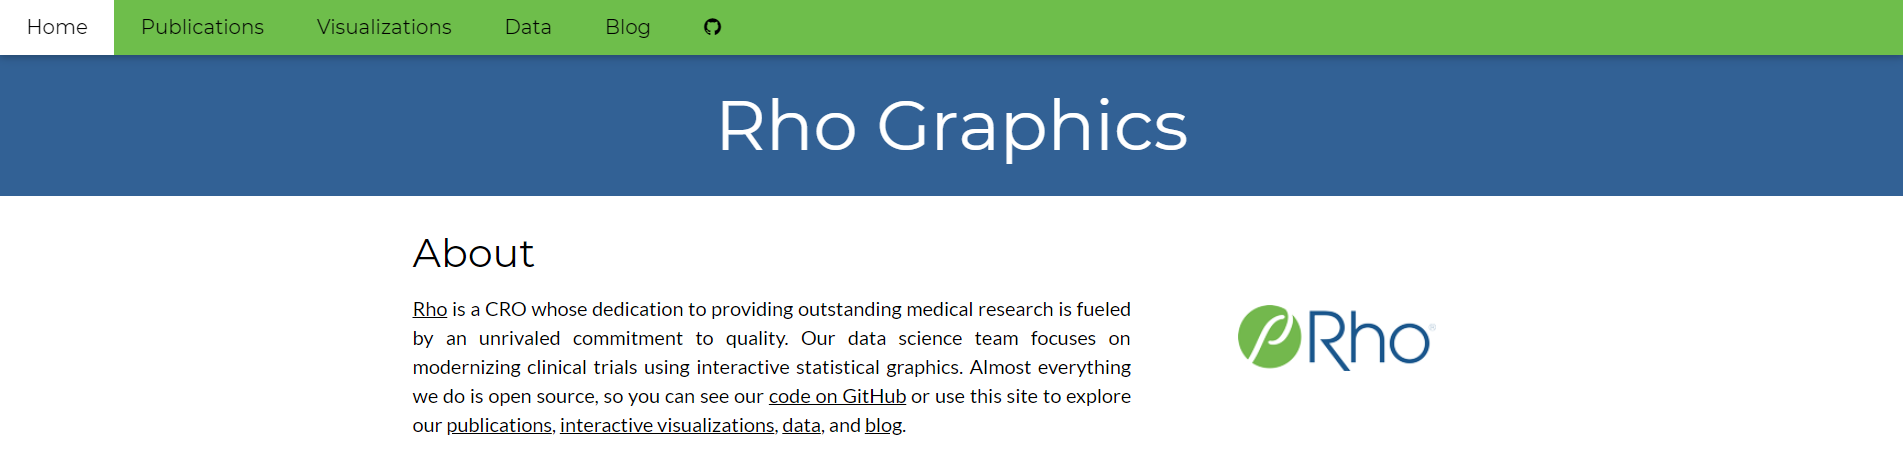 Home Publications Visualizations Data Blog
Rho Graphics
About
Rho is a CRO whose dedication to providing outstanding medical research is fueled
by an unrivaled commitment to quality. Our data science team focuses on
modernizing clinical trials using interactive statistical graphics. Almost everything
we do is open source, so you can see our code on GitHub or use this site to explore
our publications, interactive visualizations, data, and blog.
Rho®